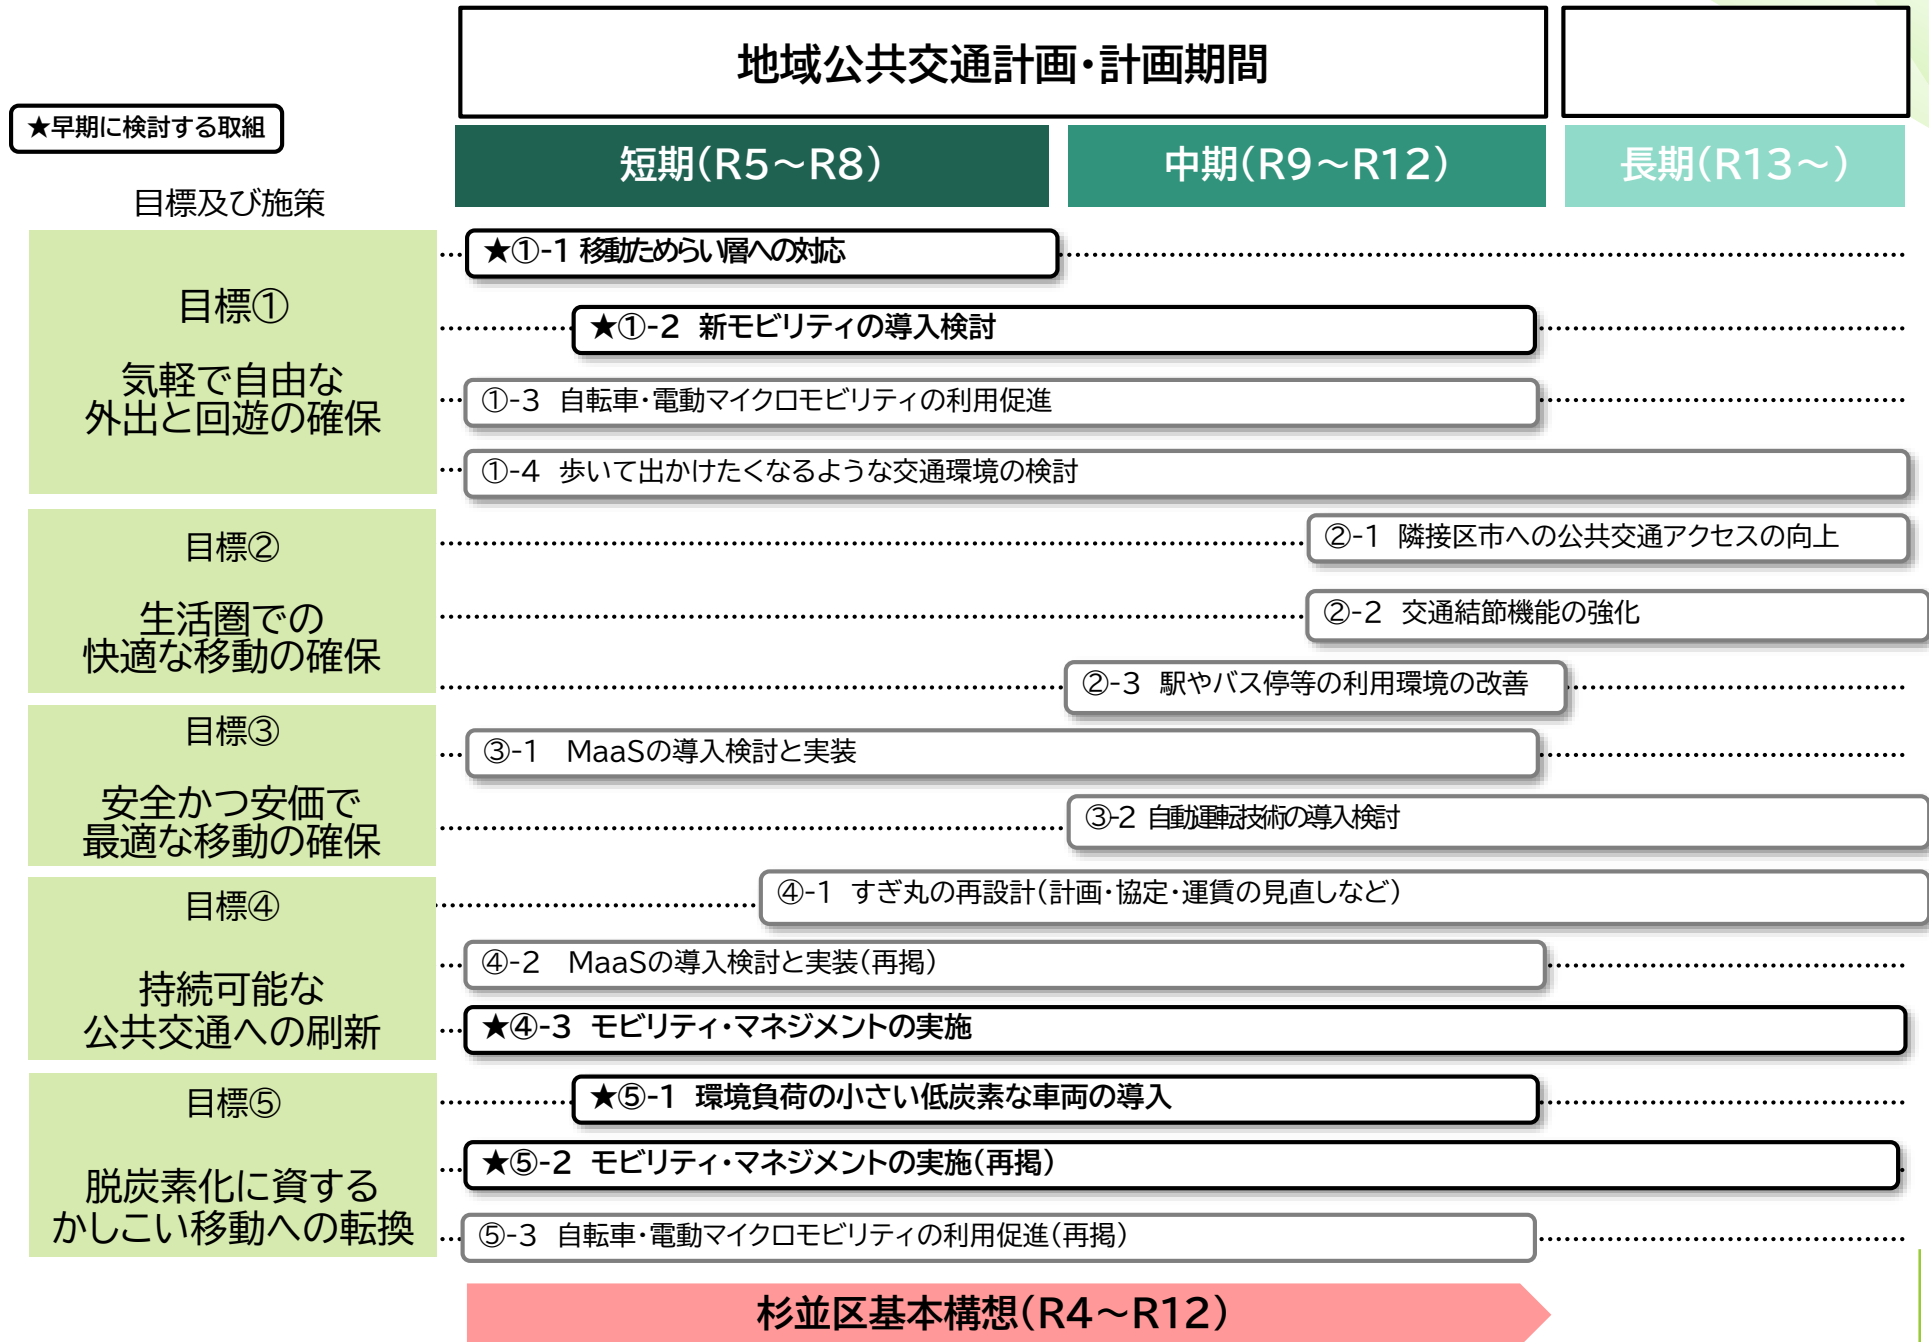 地域公共交通計画・計画期間
★早期に検討する取組
短期(R5～R8)
中期(R9～R12)
長期(R13～)
目標及び施策
目標①
気軽で自由な
外出と回遊の確保
★①-1 移動ためらい層への対応
★①-2 新モビリティの導入検討
①-3 自転車・電動マイクロモビリティの利用促進
①-4 歩いて出かけたくなるような交通環境の検討
目標②
生活圏での
快適な移動の確保
②-1 隣接区市への公共交通アクセスの向上
②-2 交通結節機能の強化
②-3 駅やバス停等の利用環境の改善
目標③
安全かつ安価で
最適な移動の確保
③-1 MaaSの導入検討と実装
③-2 自動運転技術の導入検討
目標④
持続可能な
公共交通への刷新
④-1 すぎ丸の再設計(計画・協定・運賃の見直しなど)
④-2 MaaSの導入検討と実装(再掲)
★④-3 モビリティ・マネジメントの実施
目標⑤
脱炭素化に資する
かしこい移動への転換
★⑤-1 環境負荷の小さい低炭素な車両の導入
★⑤-2 モビリティ・マネジメントの実施(再掲)
⑤-3 自転車・電動マイクロモビリティの利用促進(再掲)
杉並区基本構想(R4～R12)